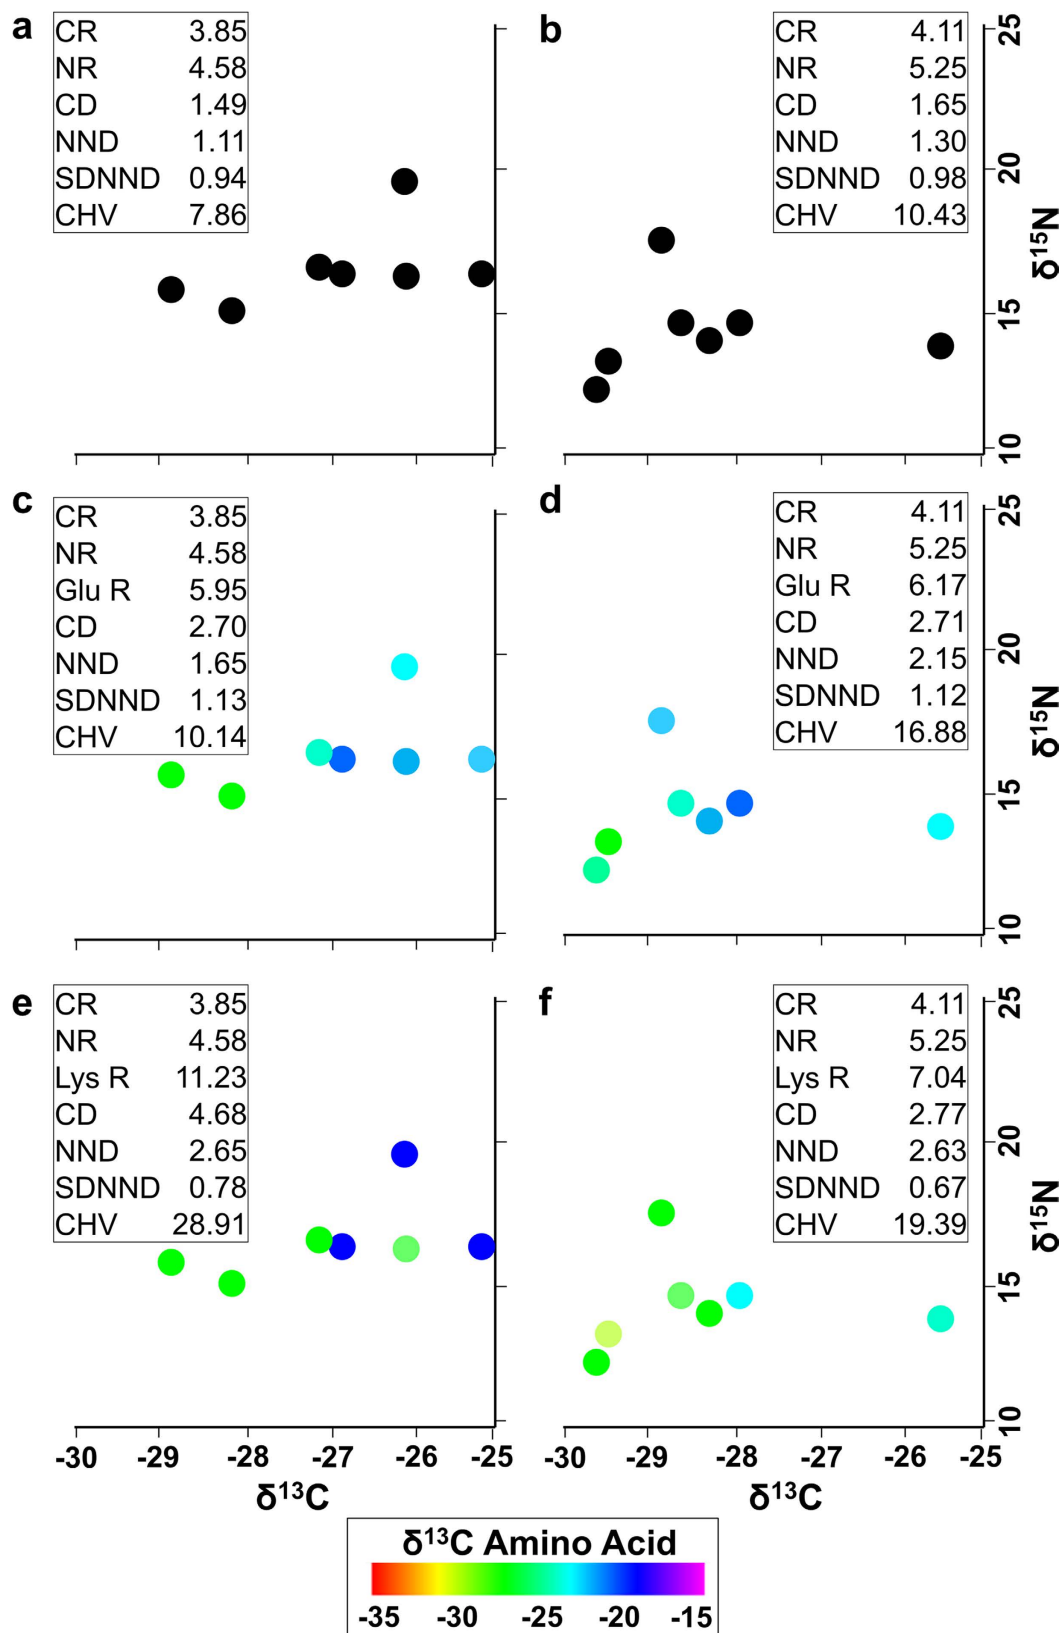 a
CR 3.85
NR 4.58
CD 1.49
NND 1.11
SDNND 0.94
CHV 7.86
b
CR 4.11
NR 5.25
CD 1.65
NND 1.30
SDNND 0.98
CHV 10.43
25
20
15
10
δ¹⁵N
c
CR 3.85
NR 4.58
Glu R 5.95
CD 2.70
NND 1.65
SDNND 1.13
CHV 10.14
d
CR 4.11
NR 5.25
Glu R 6.17
CD 2.71
NND 2.15
SDNND 1.12
CHV 16.88
25
20
15
10
δ¹⁵N
e
CR 3.85
NR 4.58
Lys R 11.23
CD 4.68
NND 2.65
SDNND 0.78
CHV 28.91
f
CR 4.11
NR 5.25
Lys R 7.04
CD 2.77
NND 2.63
SDNND 0.67
CHV 19.39
25
20
15
10
δ¹⁵N
-30 -29 -28 -27 -26 -25
δ¹³C
-30 -29 -28 -27 -26 -25
δ¹³C
δ¹³C Amino Acid
-35 -30 -25 -20 -15